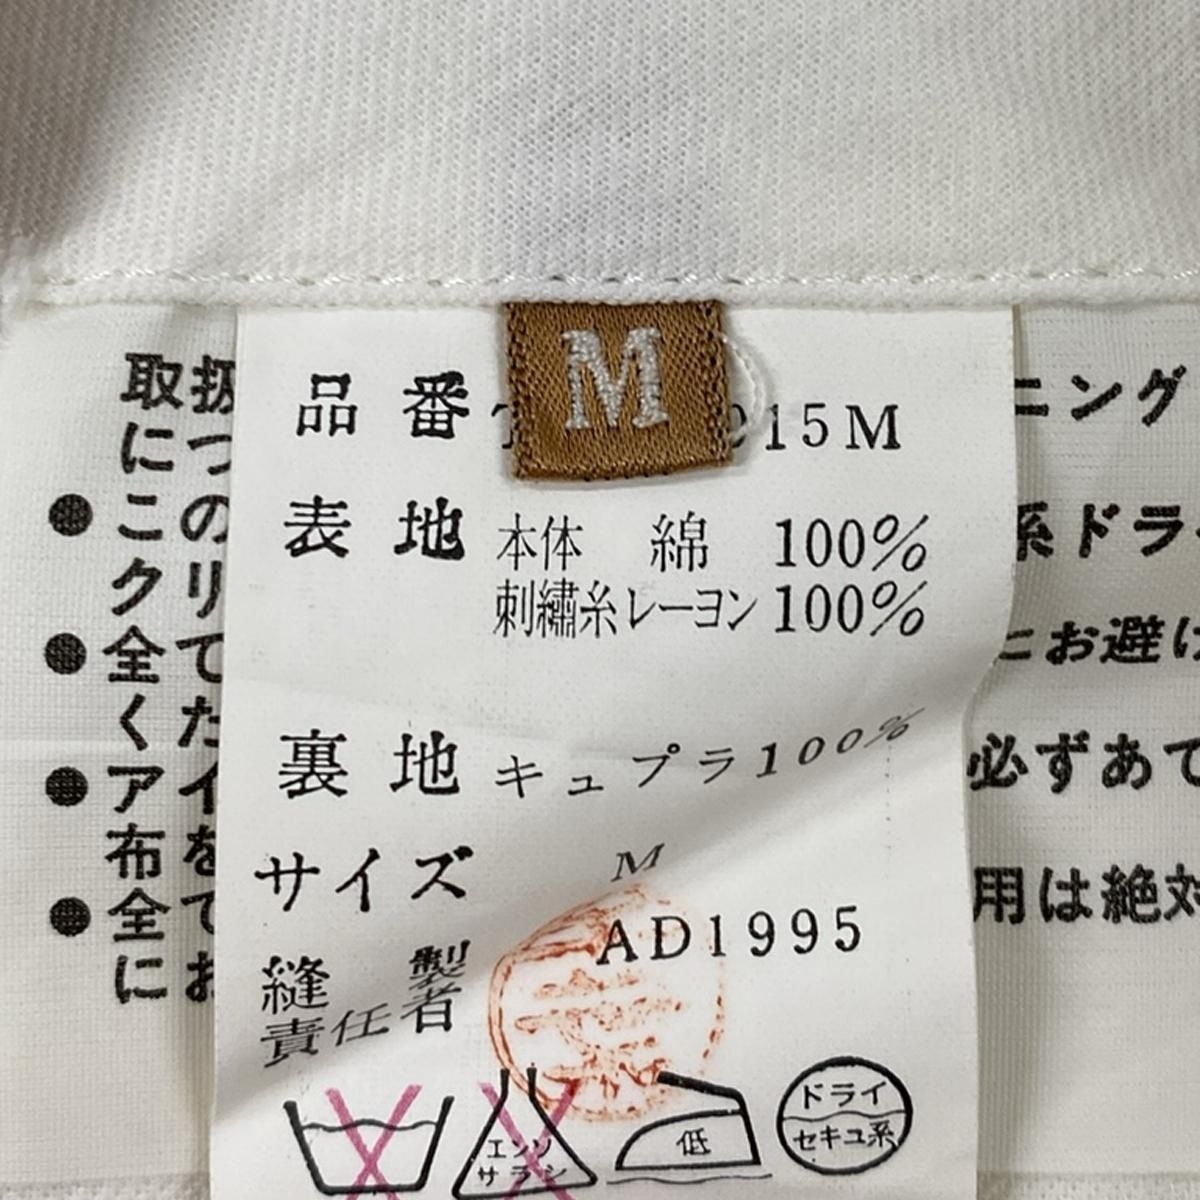 M
品番 15M
表地 本体 綿 100%
刺繡糸レーヨン100%
裏地 キュプラ100%
サイズ M
AD1995
縫製
責任者
エンソ
サラシ
低
ドライ
セキユ系
取扱
につ
●この
クリ
●全て
くた
●アイ
布を
●全て
にお
ニング
系ドラ
お避け
必ずあて
用は絶対